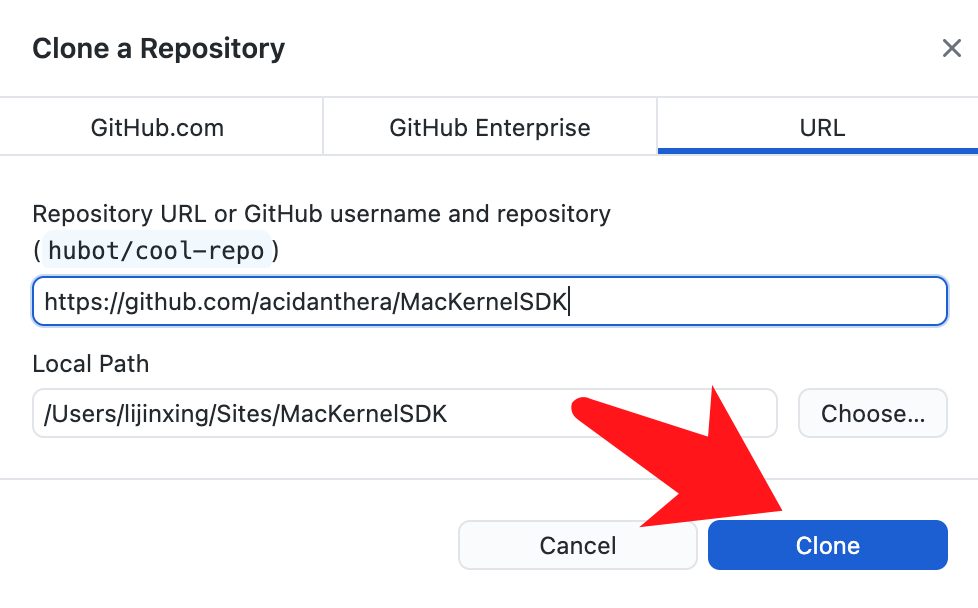 Clone a Repository
GitHub.com
GitHub Enterprise
URL
Repository URL or GitHub username and repository
(hubot/cool-repo)
https://github.com/acidanthera/MacKernelSDK
Local Path
/Users/lijinxing/Sites/MacKernelSDK
Choose...
Cancel
Clone